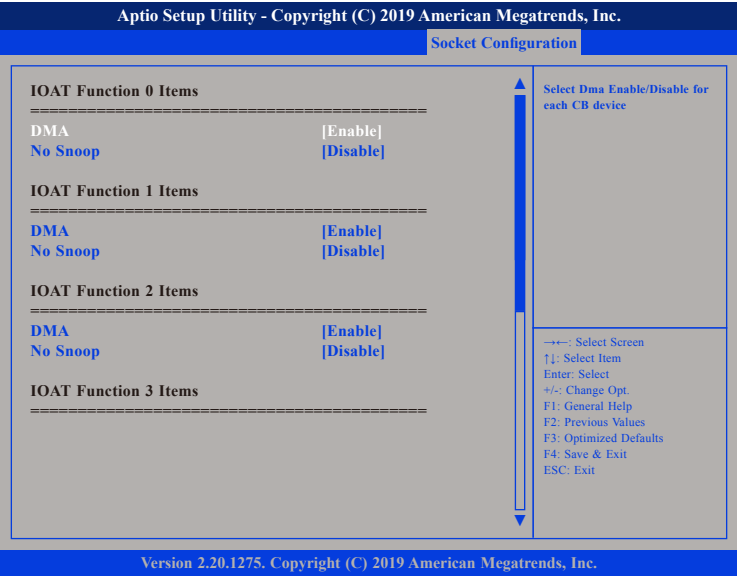 Aptio Setup Utility - Copyright (C) 2019 American Megatrends, Inc.
Socket Configuration
IOAT Function 0 Items
==========================================
DMA [Enable]
No Snoop [Disable]
IOAT Function 1 Items
==========================================
DMA [Enable]
No Snoop [Disable]
IOAT Function 2 Items
==========================================
DMA [Enable]
No Snoop [Disable]
IOAT Function 3 Items
==========================================
Select Dma Enable/Disable for
each CB device
→←: Select Screen
↑↓: Select Item
Enter: Select
+/-: Change Opt.
F1: General Help
F2: Previous Values
F3: Optimized Defaults
F4: Save & Exit
ESC: Exit
Version 2.20.1275. Copyright (C) 2019 American Megatrends, Inc.